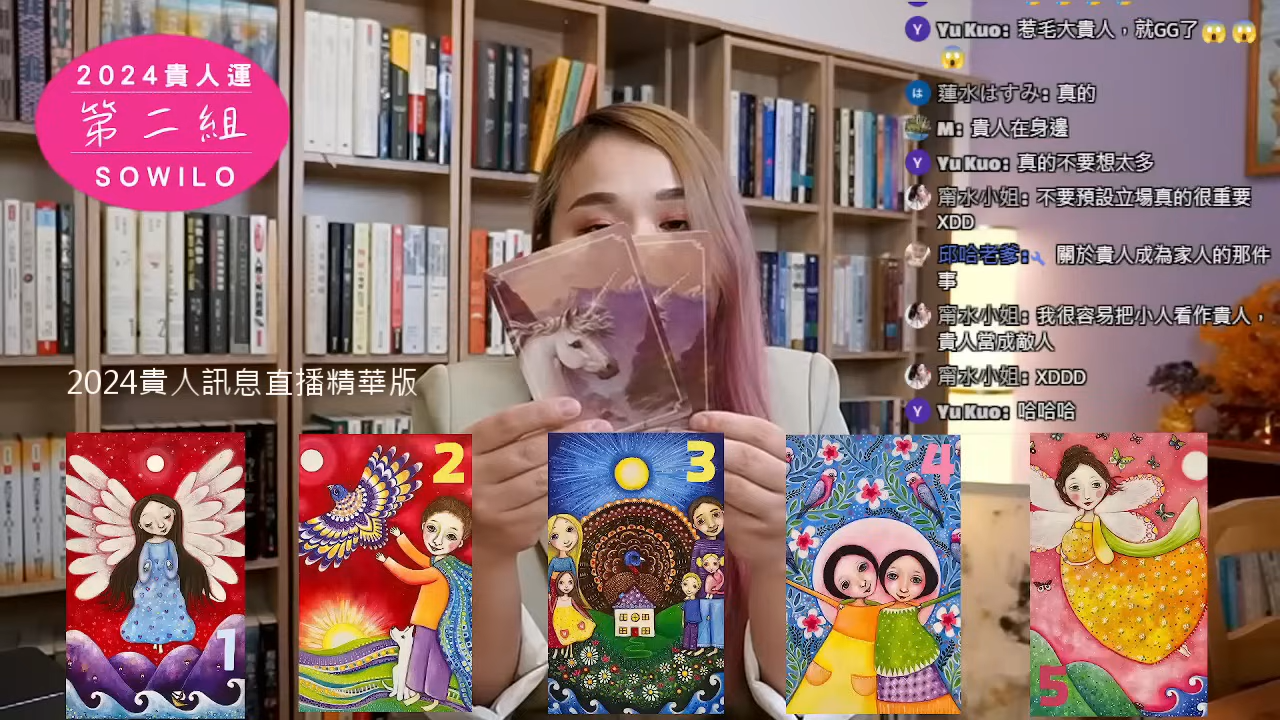 2024貴人運
第二組
SOWILO
2024貴人訊息直播精華版
Yu Kuo: 惹毛大貴人，就GG了😱😱
😱
蓮水はすみ: 真的
M: 貴人在身邊
Yu Kuo: 真的不要想太多
甯水小姐: 不要預設立場真的很重要
XDD
邱哈老爹: 關於貴人成為家人的那件
事
甯水小姐: 我很容易把小人看作貴人，
貴人當成敵人
甯水小姐: XDDD
Yu Kuo: 哈哈哈
1
2
3
4
5